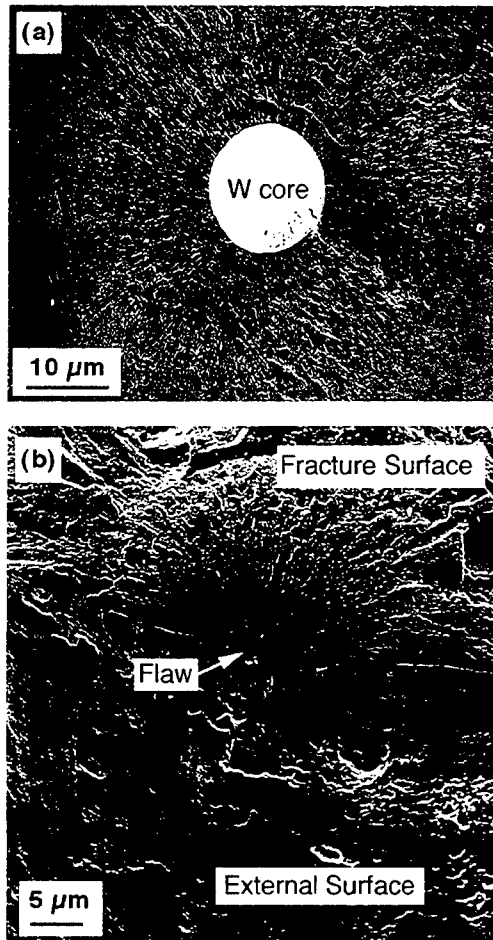 (a)
W core
10 µm
(b)
Fracture Surface
Flaw
External Surface
5 µm